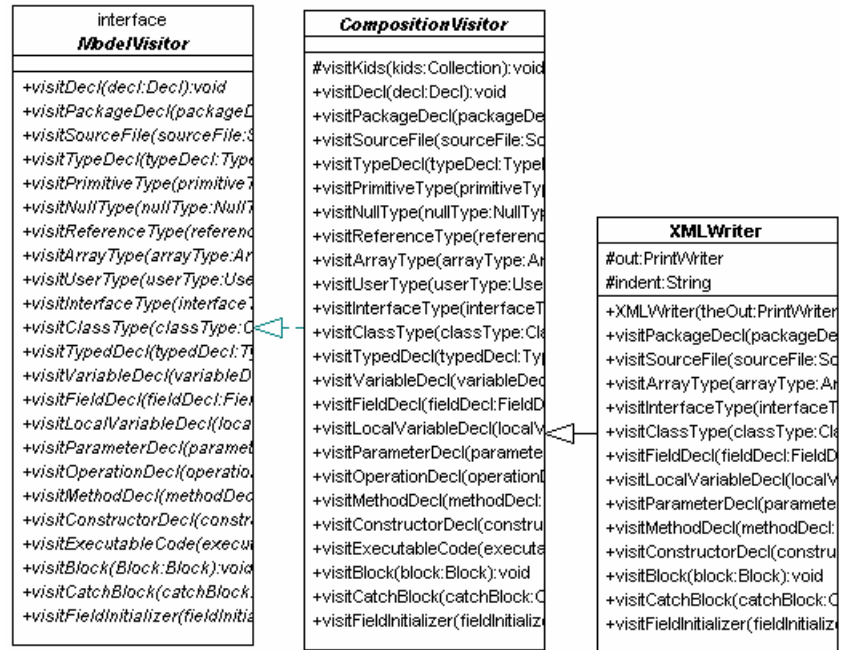 interface
ModelVisitor
+visitDecl(decl:Decl):void
+visitPackageDecl(packageD
+visitSourceFile(sourceFile:S
+visitTypeDecl(typeDecl:Type
+visitPrimitiveType(primitiveT
+visitNullType(nullType:NullT
+visitReferenceType(referenc
+visitArrayType(arrayType:Ar
+visitUserType(userType:Use
+visitInterfaceType(interfaceT
+visitClassType(classType:C
+visitTypedDecl(typedDecl:Ty
+visitVariableDecl(variableD
+visitFieldDecl(fieldDecl:Fiel
+visitLocalVariableDecl(loca
+visitParameterDecl(paramet
+visitOperationDecl(operatio
+visitMethodDecl(methodDec
+visitConstructorDecl(constr
+visitExecutableCode(execut
+visitBlock(Block:Block):void
+visitCatchBlock(catchBlock:
+visitFieldInitializer(fieldInitia
CompositionVisitor
#visitKids(kids:Collection):void
+visitDecl(decl:Decl):void
+visitPackageDecl(packageDe
+visitSourceFile(sourceFile:So
+visitTypeDecl(typeDecl:TypeI
+visitPrimitiveType(primitiveTyp
+visitNullType(nullType:NullTyp
+visitReferenceType(referenc
+visitArrayType(arrayType:Ar
+visitUserType(userType:Use
+visitInterfaceType(interfaceT
+visitClassType(classType:Cla
+visitTypedDecl(typedDecl:Typ
+visitVariableDecl(variableDec
+visitFieldDecl(fieldDecl:FieldD
+visitLocalVariableDecl(localV
+visitParameterDecl(paramete
+visitOperationDecl(operationD
+visitMethodDecl(methodDecl:
+visitConstructorDecl(constru
+visitExecutableCode(executa
+visitBlock(block:Block):void
+visitCatchBlock(catchBlock:C
+visitFieldInitializer(fieldInitialize
XMLWriter
#out:PrintWriter
#indent:String
+XMLWriter(theOut:PrintWriter
+visitPackageDecl(packageDe
+visitSourceFile(sourceFile:So
+visitArrayType(arrayType:Ar
+visitInterfaceType(interfaceT
+visitClassType(classType:Cla
+visitFieldDecl(fieldDecl:FieldD
+visitLocalVariableDecl(localV
+visitParameterDecl(paramete
+visitMethodDecl(methodDecl:
+visitConstructorDecl(constru
+visitBlock(block:Block):void
+visitCatchBlock(catchBlock:C
+visitFieldInitializer(fieldInitialize